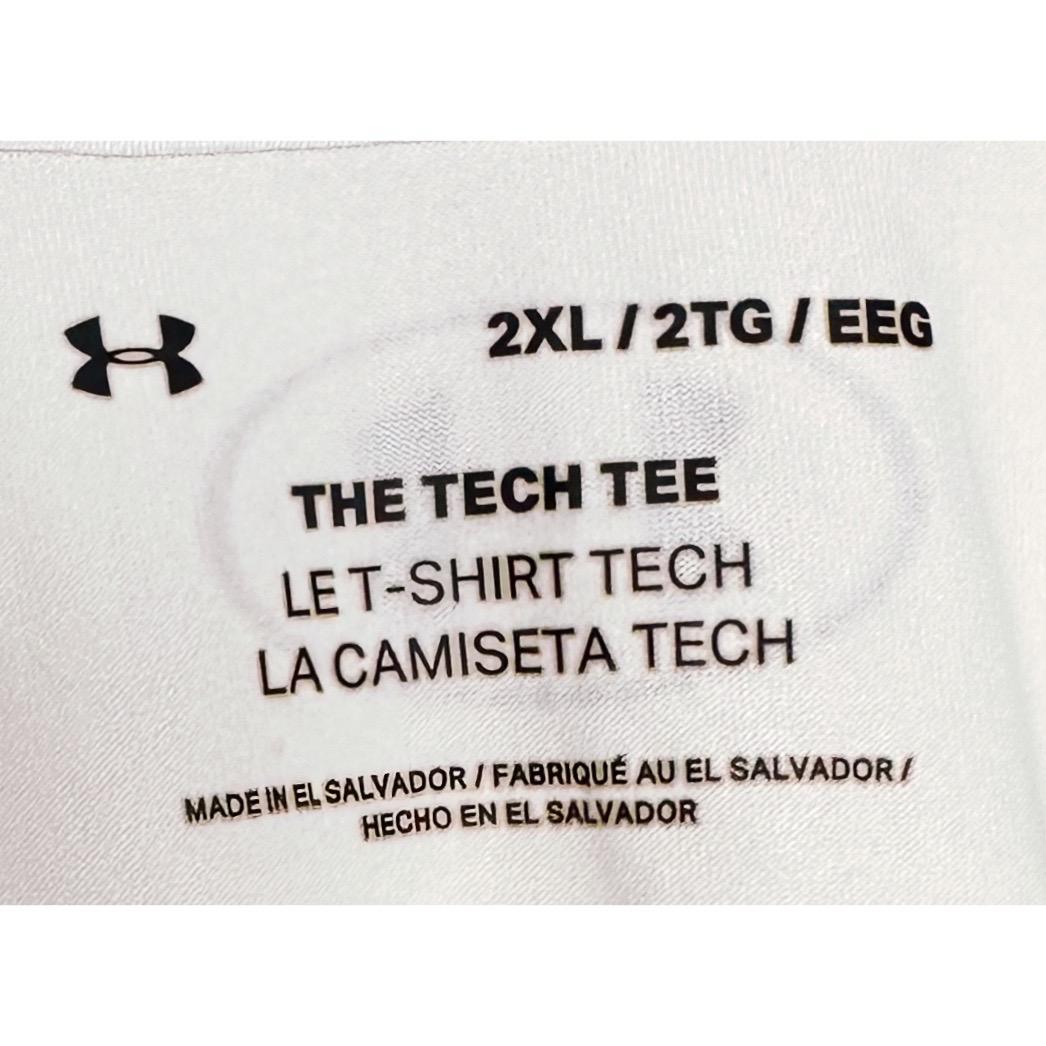 2XL / 2TG / EEG
THE TECH TEE
LE T-SHIRT TECH
LA CAMISETA TECH
MADE IN EL SALVADOR / FABRIQUÉ AU EL SALVADOR /
HECHO EN EL SALVADOR